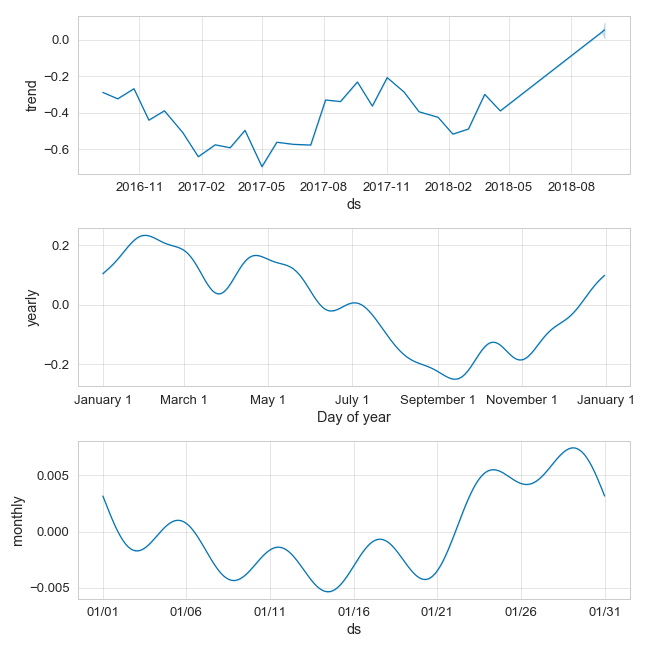 trend
0.0
−0.2
−0.4
−0.6
2016-11 2017-02 2017-05 2017-08 2017-11 2018-02 2018-05 2018-08
ds
yearly
0.2
0.0
−0.2
January 1 March 1 May 1 July 1 September 1 November 1 January 1
Day of year
monthly
0.005
0.000
−0.005
01/01 01/06 01/11 01/16 01/21 01/26 01/31
ds